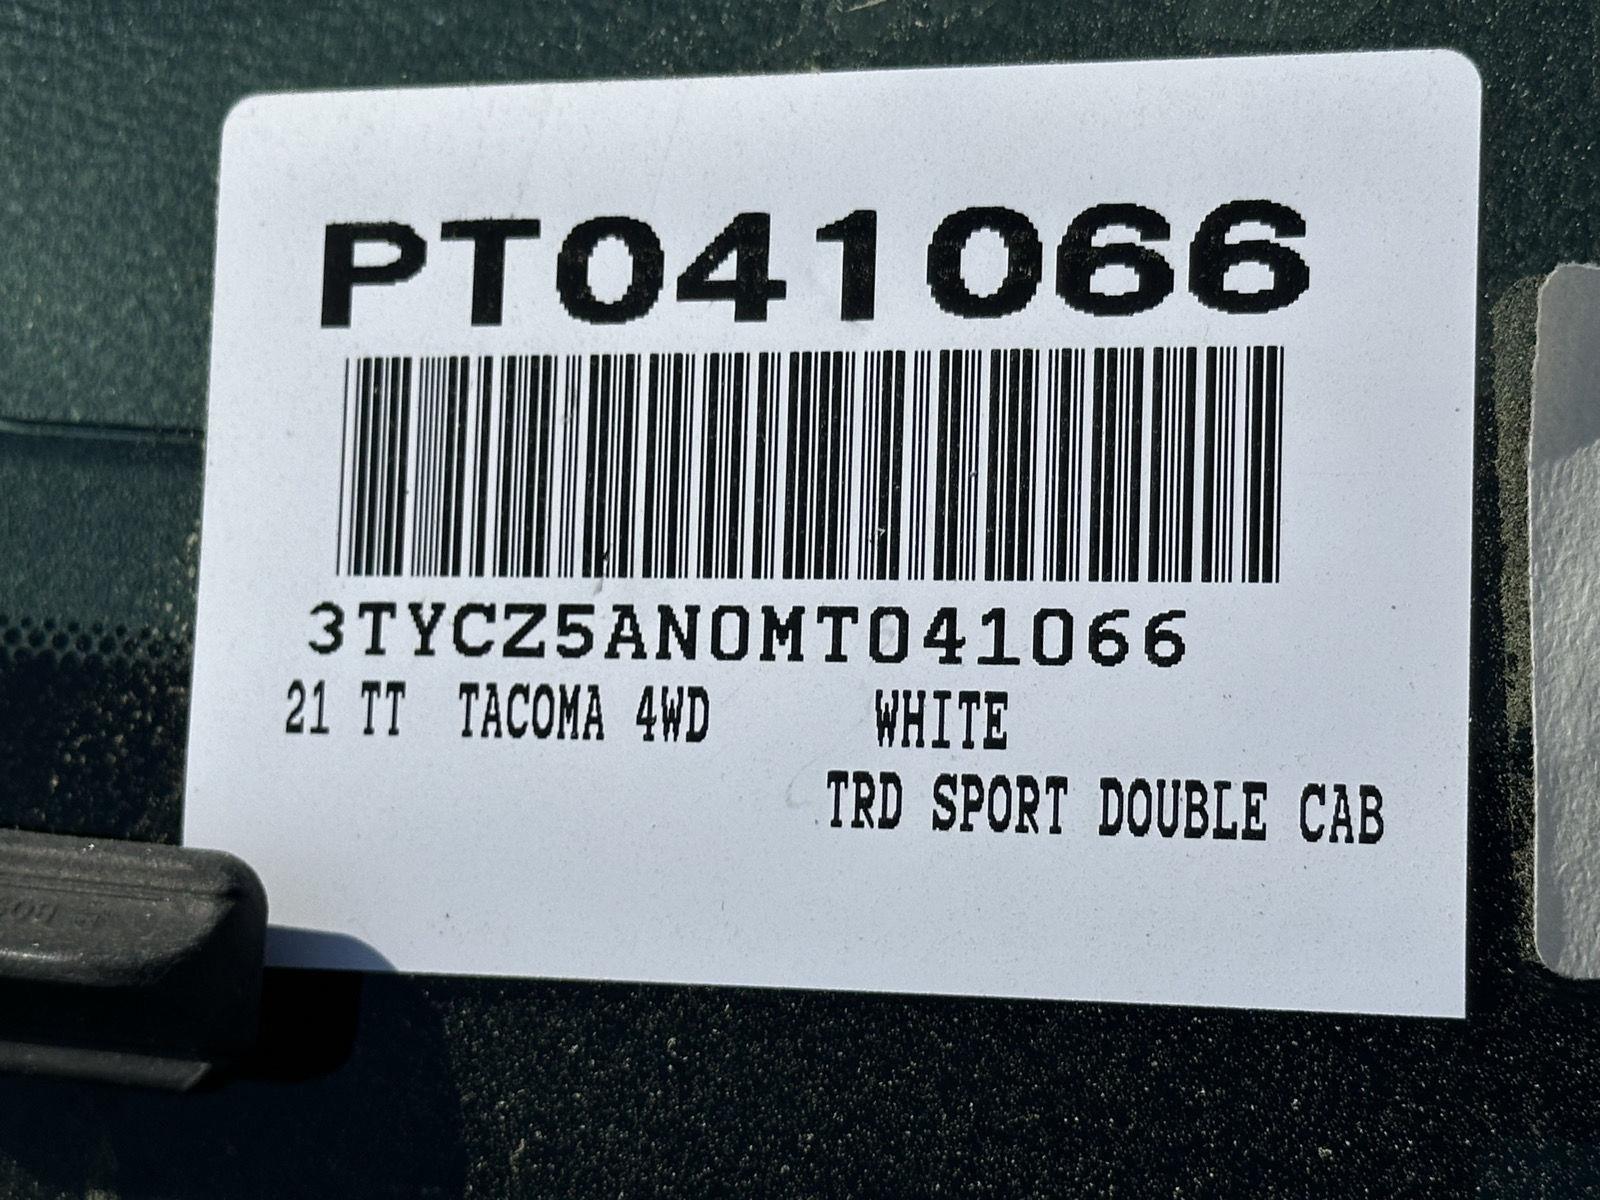 PT041066
3TYCZ5AN0MT041066
21 TT TACOMA 4WD WHITE
TRD SPORT DOUBLE CAB